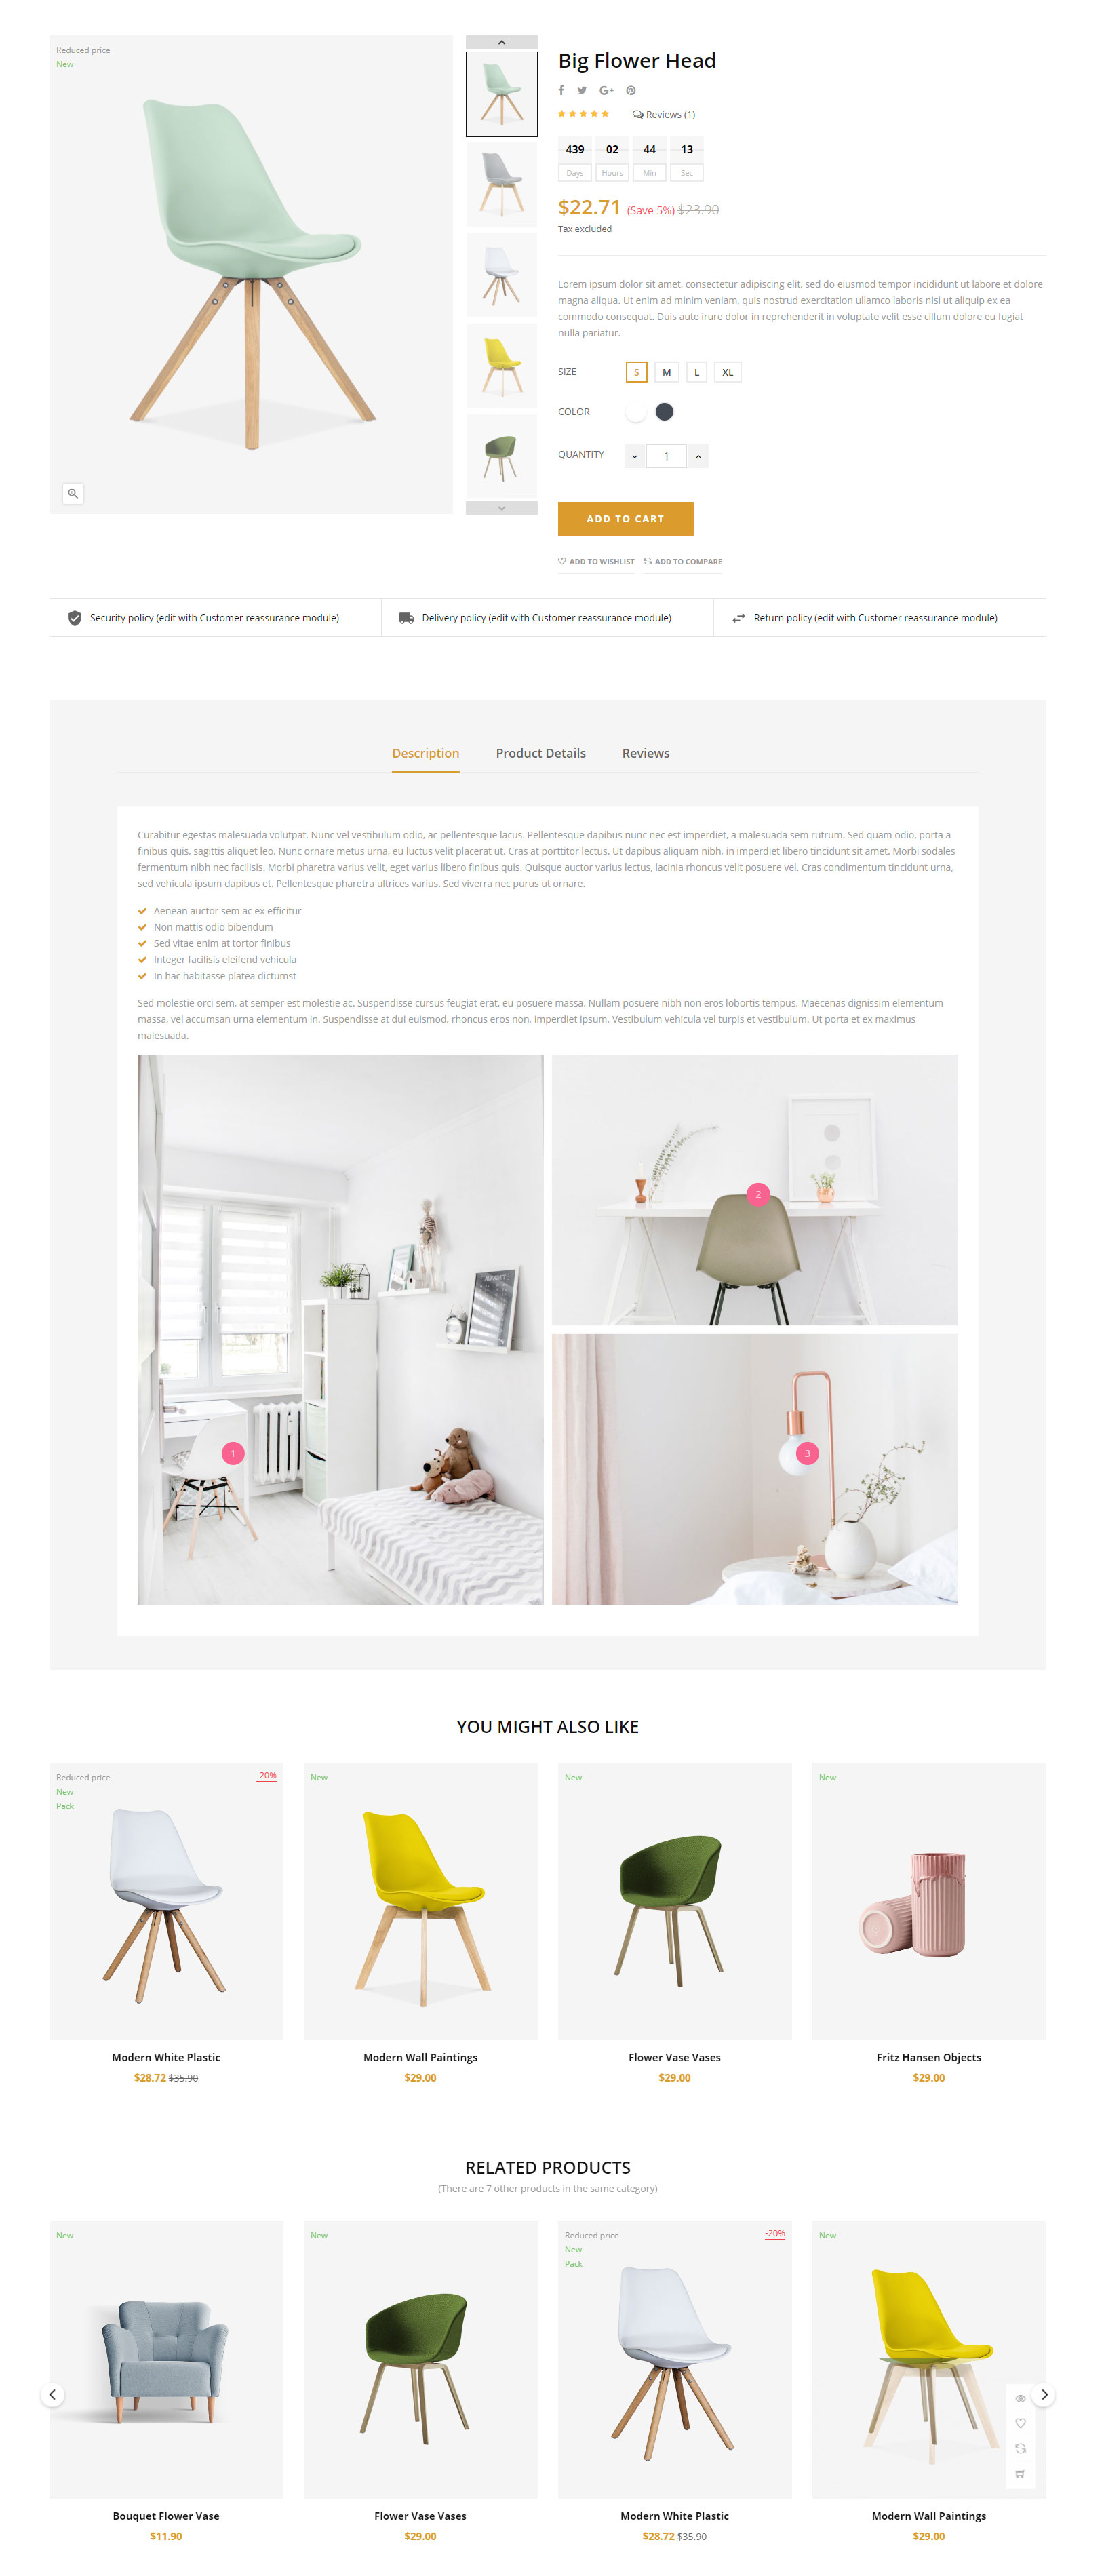 Reduced price
New
Big Flower Head
Reviews (1)
439 02 44 13
Days Hours Min Sec
$22.71 (Save 5%) $23.90
Tax excluded
Lorem ipsum dolor sit amet, consectetur adipiscing elit, sed do eiusmod tempor incididunt ut labore et dolore
magna aliqua. Ut enim ad minim veniam, quis nostrud exercitation ullamco laboris nisi ut aliquip ex ea
commodo consequat. Duis aute irure dolor in reprehenderit in voluptate velit esse cillum dolore eu fugiat
nulla pariatur.
SIZE S M L XL
COLOR
QUANTITY 1
ADD TO CART
ADD TO WISHLIST ADD TO COMPARE
Security policy (edit with Customer reassurance module)
Delivery policy (edit with Customer reassurance module)
Return policy (edit with Customer reassurance module)
Description Product Details Reviews
Curabitur egestas malesuada volutpat. Nunc vel vestibulum odio, ac pellentesque lacus. Pellentesque dapibus nunc nec est imperdiet, a malesuada sem rutrum. Sed quam odio, porta a
finibus quis, sagittis aliquet leo. Nunc ornare metus urna, eu luctus velit placerat ut. Cras at porttitor lectus. Ut dapibus aliquam nibh, in imperdiet libero tincidunt sit amet. Morbi sodales
fermentum nibh nec facilisis. Morbi pharetra varius velit, eget varius libero finibus quis. Quisque auctor varius lectus, lacinia rhoncus velit posuere vel. Cras condimentum tincidunt urna,
sed vehicula ipsum dapibus et. Pellentesque pharetra ultrices varius. Sed viverra nec purus ut ornare.
Aenean auctor sem ac ex efficitur
Non mattis odio bibendum
Sed vitae enim at tortor finibus
Integer facilisis eleifend vehicula
In hac habitasse platea dictumst
Sed molestie orci sem, at semper est molestie ac. Suspendisse cursus feugiat erat, eu posuere massa. Nullam posuere nibh non eros lobortis tempus. Maecenas dignissim elementum
massa, vel accumsan urna elementum in. Suspendisse at dui euismod, rhoncus eros non, imperdiet ipsum. Vestibulum vehicula vel turpis et vestibulum. Ut porta et ex maximus
malesuada.
2
1
3
YOU MIGHT ALSO LIKE
Reduced price
New
Pack
-20%
New
New
New
Modern White Plastic
$28.72 $35.90
Modern Wall Paintings
$29.00
Flower Vase Vases
$29.00
Fritz Hansen Objects
$29.00
RELATED PRODUCTS
(There are 7 other products in the same category)
New
New
Reduced price
New
Pack
-20%
New
Bouquet Flower Vase
$11.90
Flower Vase Vases
$29.00
Modern White Plastic
$28.72 $35.90
Modern Wall Paintings
$29.00